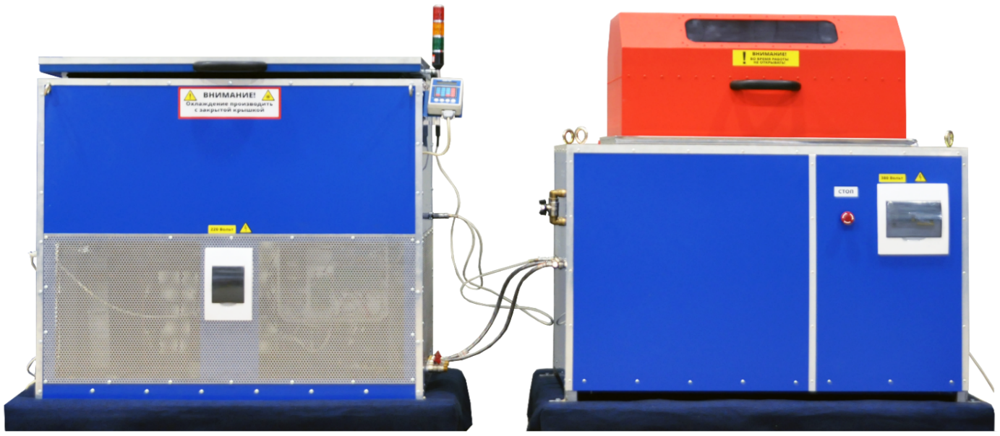 ВНИМАНИЕ!
Охлаждение производить
с закрытой крышкой
220 Вольт
ВНИМАНИЕ!
ВО ВРЕМЯ РАБОТЫ
НЕ ОТКРЫВАТЬ!
СТОП
380 Вольт